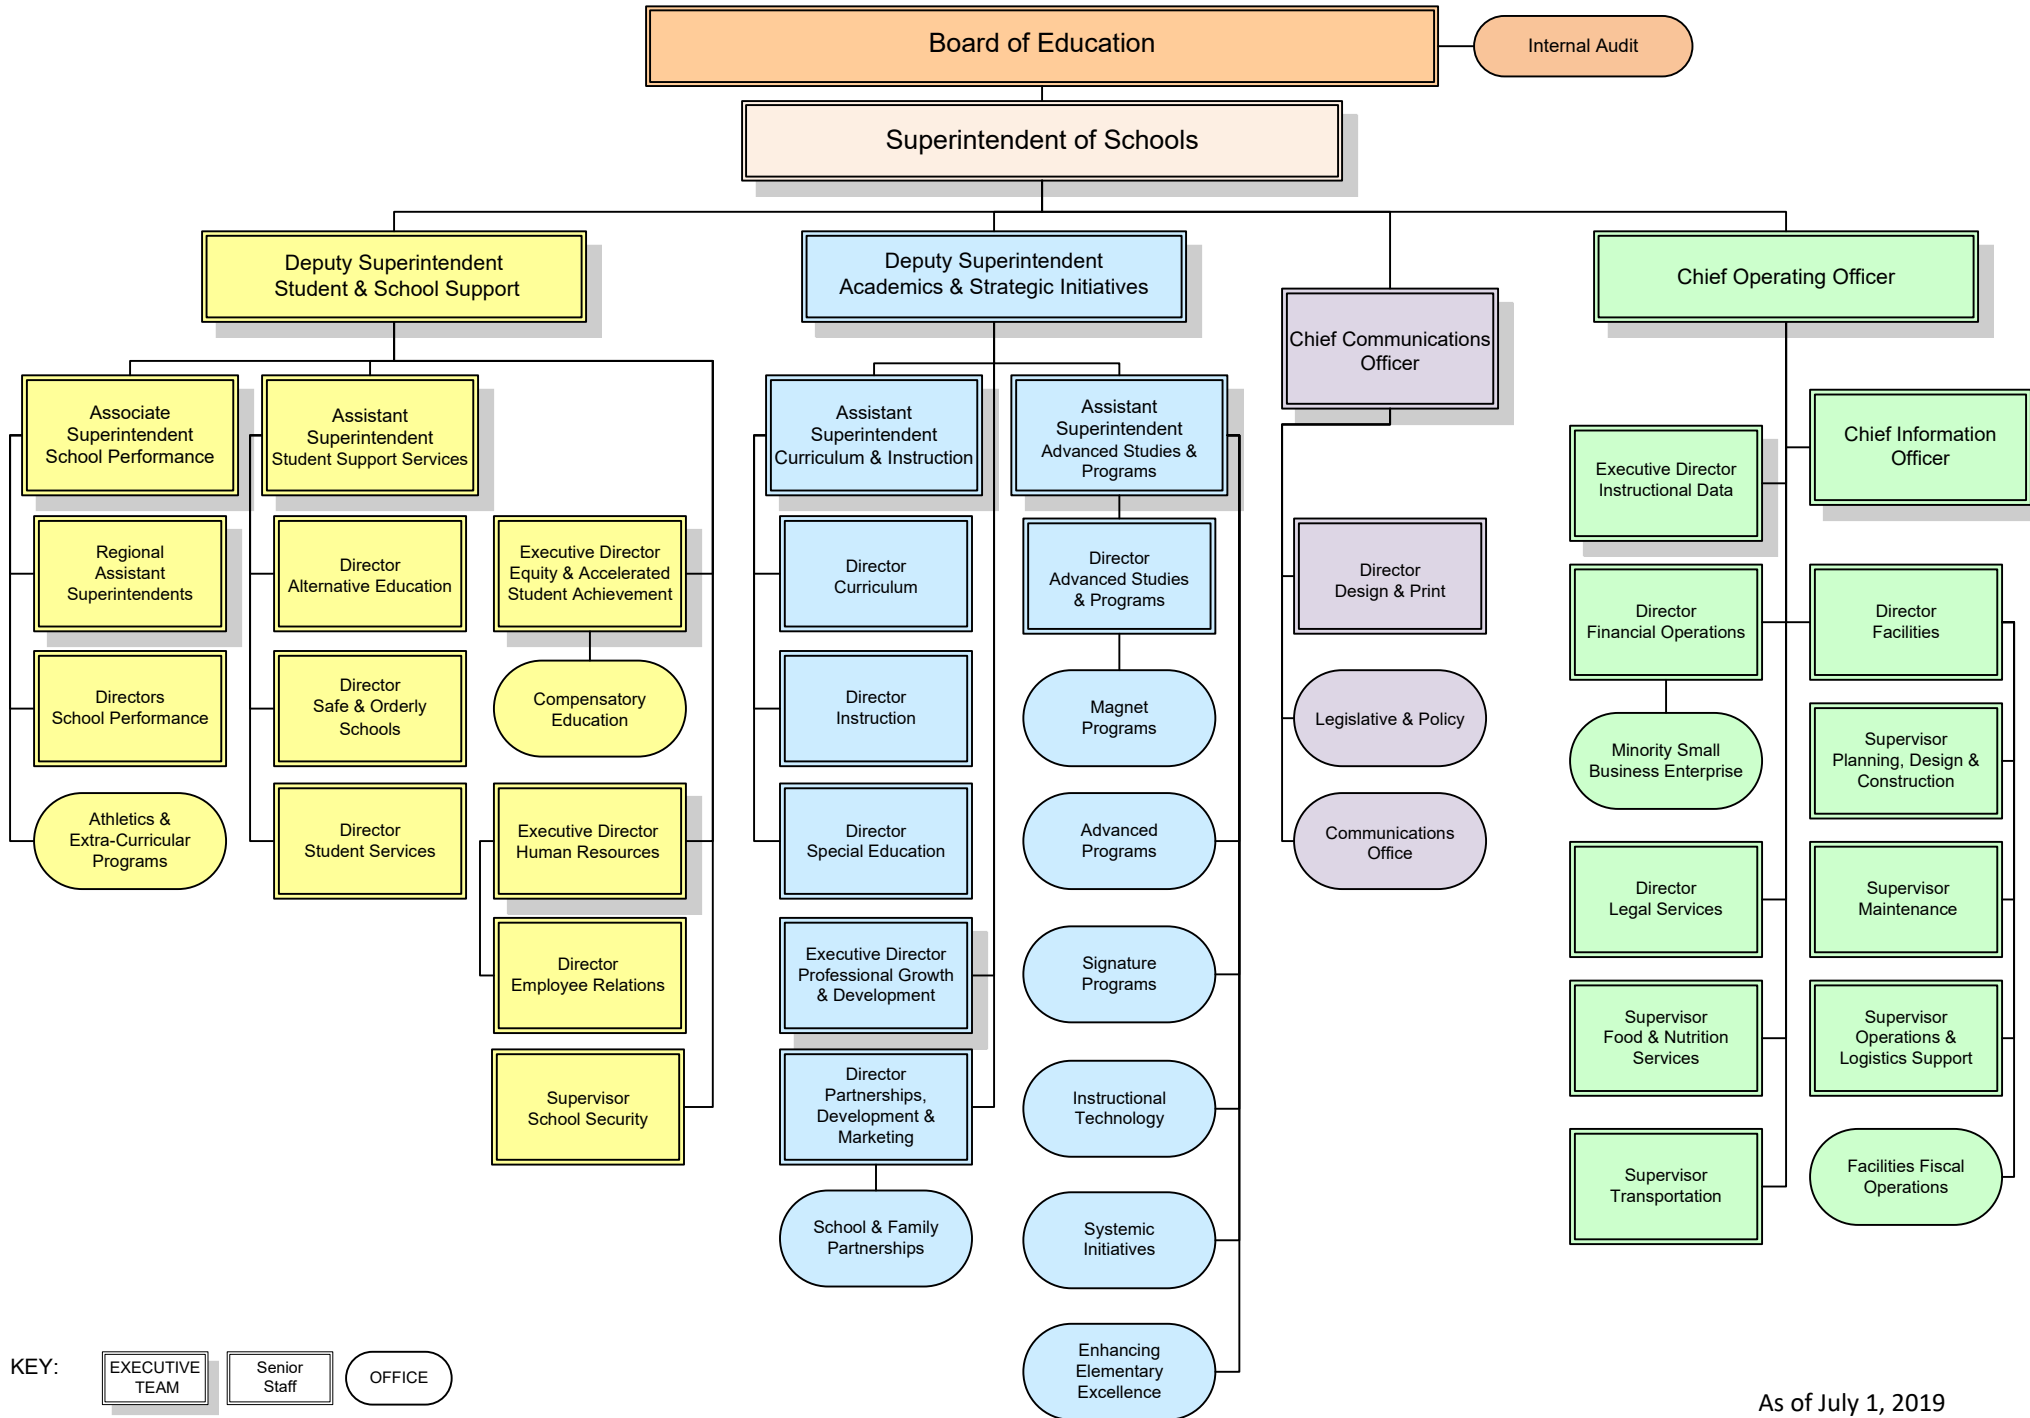 Board of Education
Internal Audit
Superintendent of Schools
Deputy Superintendent
Student & School Support
Deputy Superintendent
Academics & Strategic Initiatives
Chief Communications
Officer
Chief Operating Officer
Associate
Superintendent
School Performance
Assistant
Superintendent
Student Support Services
Assistant
Superintendent
Curriculum & Instruction
Assistant
Superintendent
Advanced Studies &
Programs
Executive Director
Instructional Data
Chief Information
Officer
Regional
Assistant
Superintendents
Director
Alternative Education
Executive Director
Equity & Accelerated
Student Achievement
Director
Curriculum
Director
Advanced Studies
& Programs
Director
Design & Print
Director
Financial Operations
Director
Facilities
Directors
School Performance
Director
Safe & Orderly
Schools
Compensatory
Education
Director
Instruction
Magnet
Programs
Legislative & Policy
Minority Small
Business Enterprise
Supervisor
Planning, Design &
Construction
Athletics &
Extra-Curricular
Programs
Director
Student Services
Executive Director
Human Resources
Director
Special Education
Advanced
Programs
Communications
Office
Director
Legal Services
Supervisor
Maintenance
Director
Employee Relations
Executive Director
Professional Growth
& Development
Signature
Programs
Supervisor
Food & Nutrition
Services
Supervisor
Operations &
Logistics Support
Supervisor
School Security
Director
Partnerships,
Development &
Marketing
Instructional
Technology
Supervisor
Transportation
Facilities Fiscal
Operations
School & Family
Partnerships
Systemic
Initiatives
Enhancing
Elementary
Excellence
KEY:
EXECUTIVE
TEAM
Senior
Staff
OFFICE
As of July 1, 2019